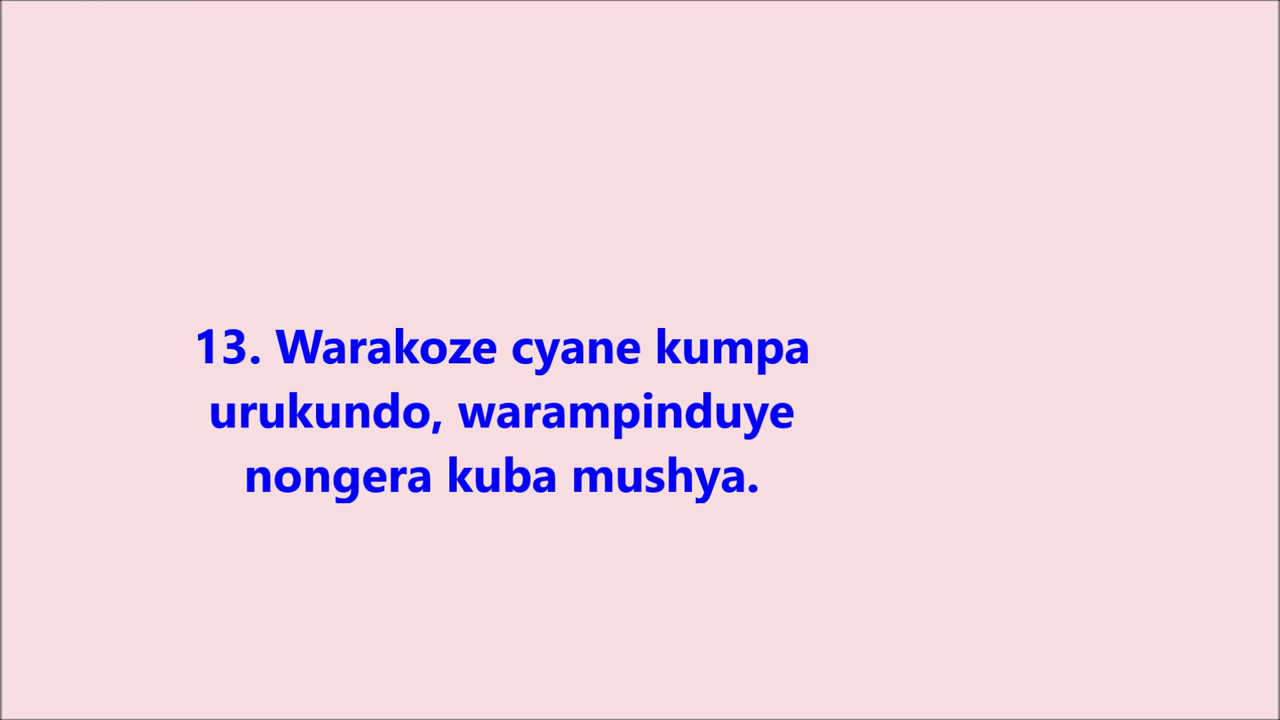 13. Warakoze cyane kumpa
urukundo, warampinduye
nongera kuba mushya.